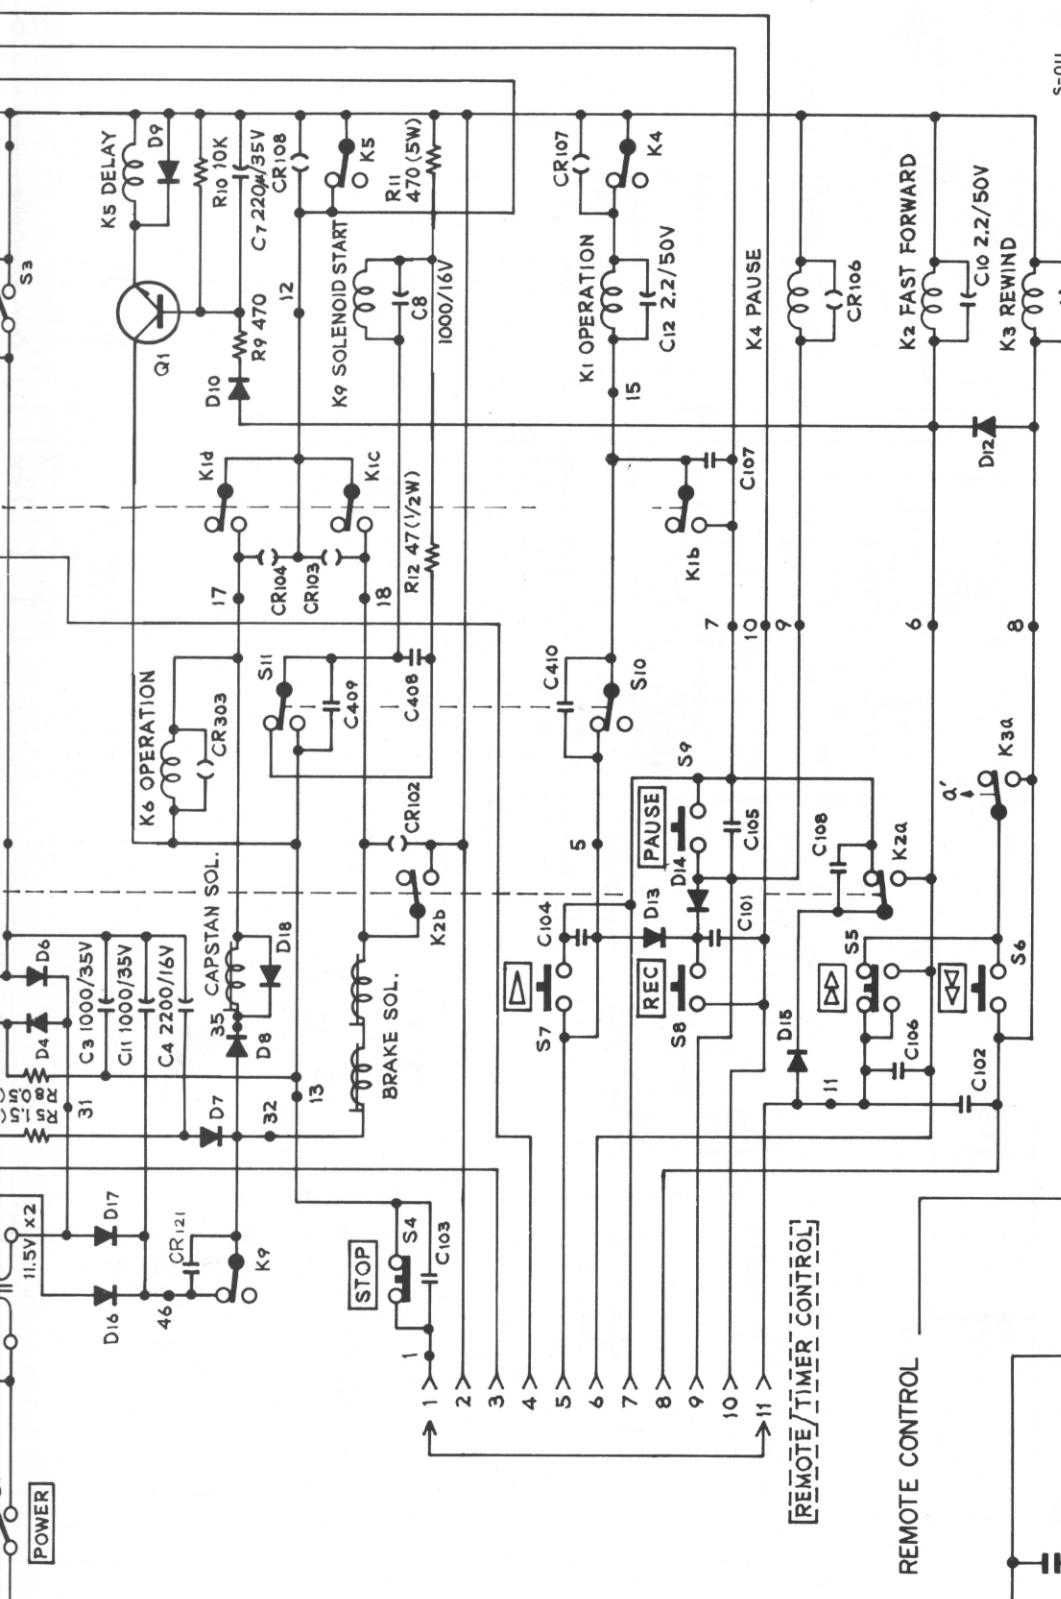 K5 DELAY
D9
R10 10K
C7 220μ/35V
CR108
K5
R11
470 (5W)
CR107
K4
S3
Q1
D10
R9 470
12
K9 SOLENOID START
C8
1000/16V
K1 OPERATION
C12 2.2/50V
15
K4 PAUSE
CR106
K2 FAST FORWARD
C10 2.2/50V
K3 REWIND
D12
K1d
K1c
R12 47 (1/2W)
K1b
C107
17
CR104
CR103
18
7
10
9
6
8
K6 OPERATION
CR303
S11
C409
C408
C410
S10
CR102
K2b
5
PAUSE
S9
D14
C105
C108
K2a
a'
K3a
D6
D4
C3 1000/35V
C11 1000/35V
C4 2200/16V
CAPSTAN SOL.
35
D18
D8
BRAKE SOL.
C104
D13
C101
S7
REC
S8
D15
S5
C106
S6
C102
11
31
D7
32
13
11.5V X2
D17
D16
CR121
46
K9
STOP
S4
C103
1
1
2
3
4
5
6
7
8
9
10
11
REMOTE/TIMER CONTROL
REMOTE CONTROL
POWER